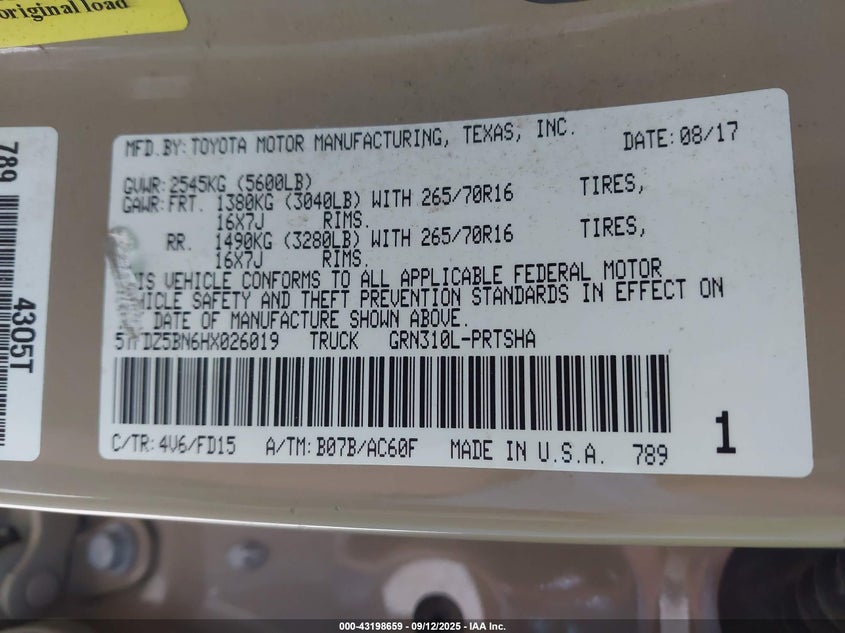 original load
789
4305T
MFD.BY: TOYOTA MOTOR MANUFACTURING, TEXAS, INC. DATE: 08/17
GVWR: 2545KG (5600LB)
GAWR: FRT. 1380KG (3040LB) WITH 265/70R16 TIRES,
16X7J RIMS.
RR. 1490KG (3280LB) WITH 265/70R16 TIRES,
16X7J RIMS.
IS VEHICLE CONFORMS TO ALL APPLICABLE FEDERAL MOTOR
HICLE SAFETY AND THEFT PREVENTION STANDARDS IN EFFECT ON
DATE OF MANUFACTURE SHOWN ABOVE.
DZ5BN6HX026019 TRUCK GRN310L-PRTSHA
C/TR: 4V6/FD15 A/TM: B07B/AC60F MADE IN U.S.A. 789
1
000-43198659 - 09/12/2025 - IAA Inc.